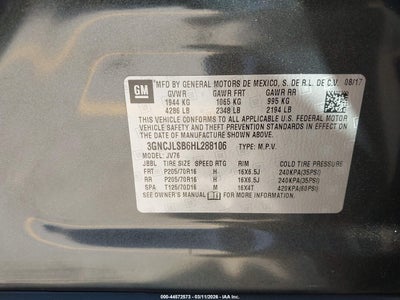 GM
MFD BY GENERAL MOTORS DE MEXICO, S. DE R.L. DE C.V. 08/17
GVWR GAWR FRT GAWR RR
1944 KG 1065 KG 995 KG
4286 LB 2348 LB 2194 LB
THIS VEHICLE CONFORMS TO ALL APPLICABLE U.S. FEDERAL MOTOR
VEHICLE SAFETY AND THEFT PREVENTION STANDARDS IN EFFECT
ON THE DATE OF MANUFACTURE SHOWN ABOVE.
3GNCJLSB6HL288106 TYPE: M.P.V.
MODEL: JV76
JBBL TIRE SIZE SPEED RTG RIM COLD TIRE PRESSURE
FRT P205/70R16 H 16X6.5J 240KPA(35PSI)
RR P205/70R16 H 16X6.5J 240KPA(35PSI)
SPA T125/70D16 M 16X4T 420KPA(60PSI)
SEE OWNER'S MANUAL
000-44572573 - 03/11/2026 - IAA Inc.